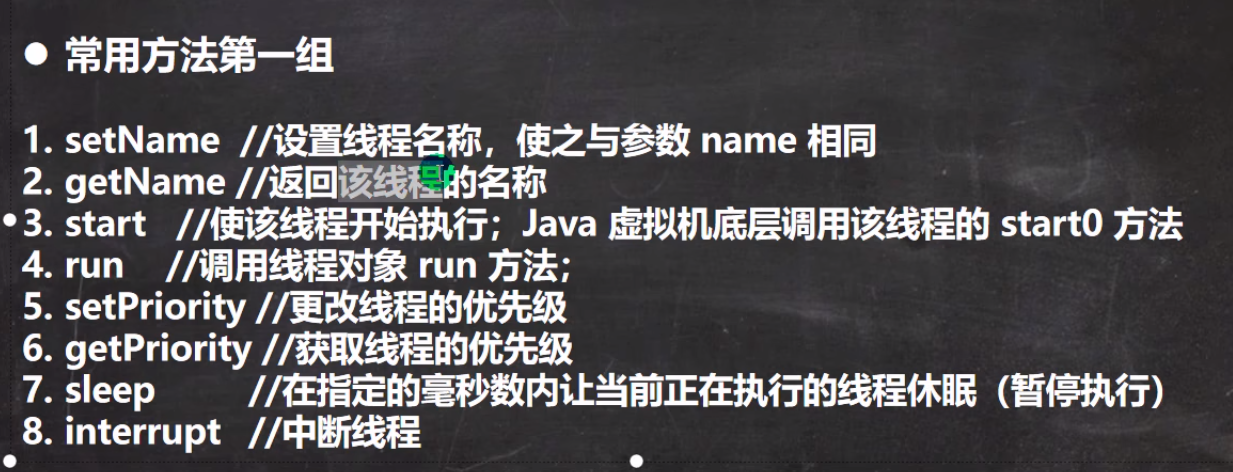 ● 常用方法第一组
1. setName //设置线程名称，使之与参数 name 相同
2. getName //返回该线程的名称
3. start //使该线程开始执行；Java 虚拟机底层调用该线程的 start0 方法
4. run //调用线程对象 run 方法；
5. setPriority //更改线程的优先级
6. getPriority //获取线程的优先级
7. sleep //在指定的毫秒数内让当前正在执行的线程休眠（暂停执行）
8. interrupt //中断线程